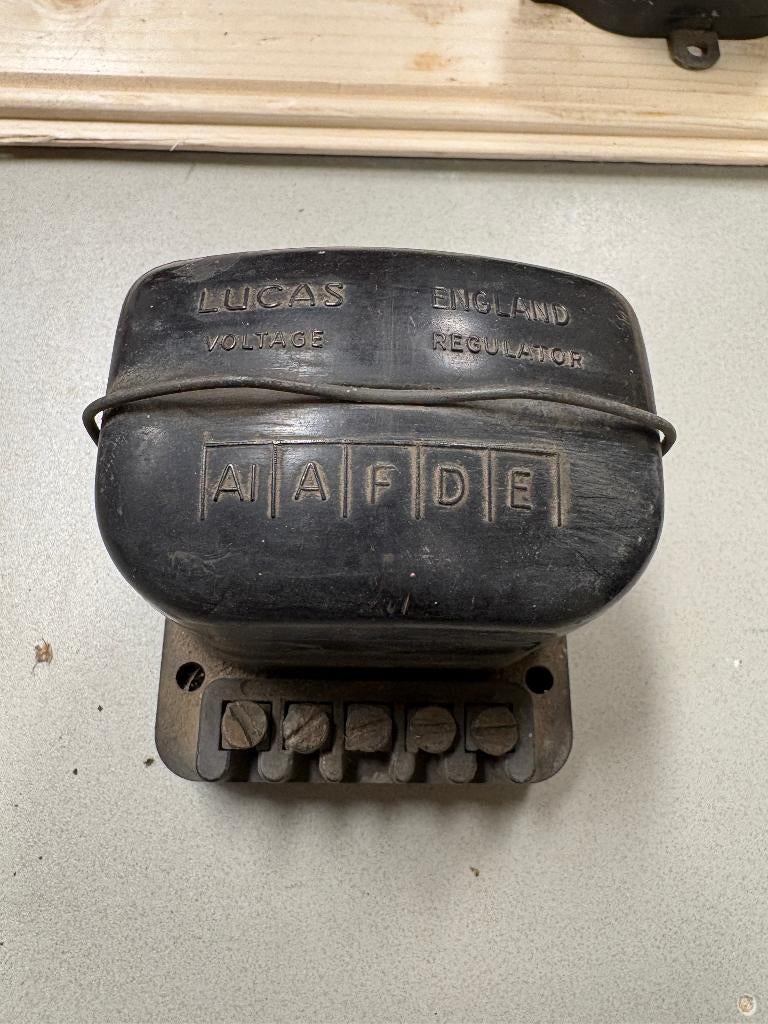 LUCAS ENGLAND
VOLTAGE REGULATOR
A1 A F D E